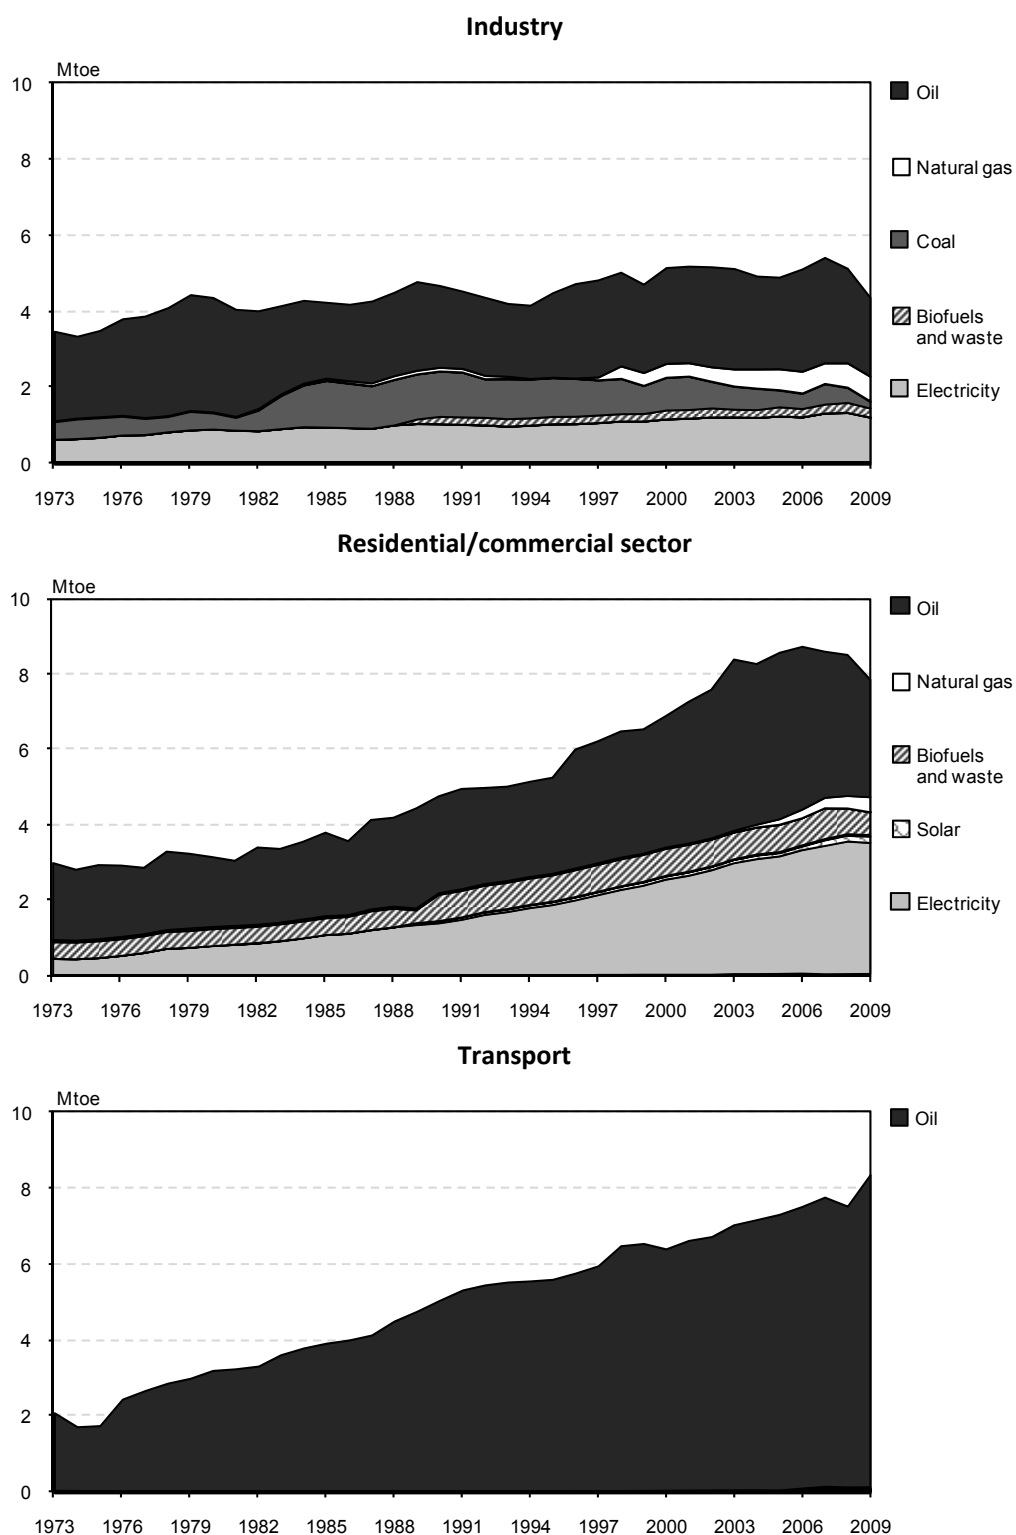 Industry
Mtoe
10
8
6
4
2
0
1973 1976 1979 1982 1985 1988 1991 1994 1997 2000 2003 2006 2009
Oil
Natural gas
Coal
Biofuels
and waste
Electricity
Residential/commercial sector
Mtoe
10
8
6
4
2
0
1973 1976 1979 1982 1985 1988 1991 1994 1997 2000 2003 2006 2009
Oil
Natural gas
Biofuels
and waste
Solar
Electricity
Transport
Mtoe
10
8
6
4
2
0
1973 1976 1979 1982 1985 1988 1991 1994 1997 2000 2003 2006 2009
Oil